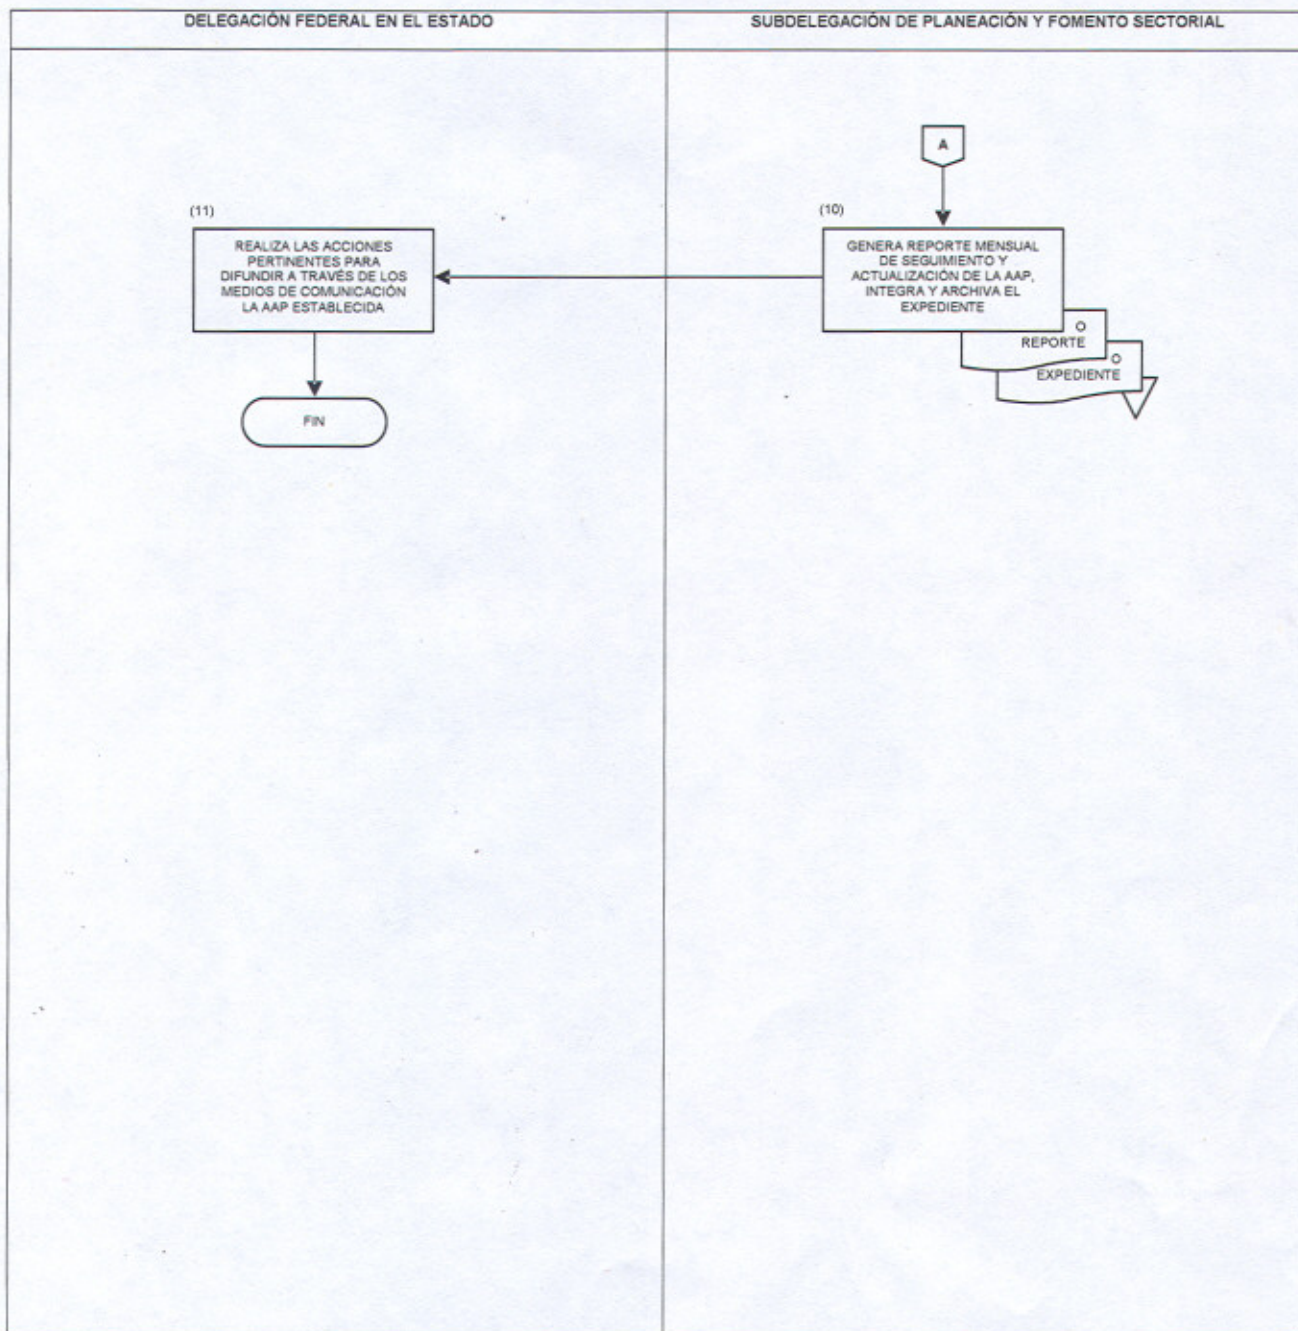 DELEGACIÓN FEDERAL EN EL ESTADO
SUBDELEGACIÓN DE PLANEACIÓN Y FOMENTO SECTORIAL
A
(10)
GENERA REPORTE MENSUAL
DE SEGUIMIENTO Y
ACTUALIZACIÓN DE LA AAP,
INTEGRA Y ARCHIVA EL
EXPEDIENTE
O
REPORTE
O
EXPEDIENTE
(11)
REALIZA LAS ACCIONES
PERTINENTES PARA
DIFUNDIR A TRAVÉS DE LOS
MEDIOS DE COMUNICACIÓN
LA AAP ESTABLECIDA
FIN